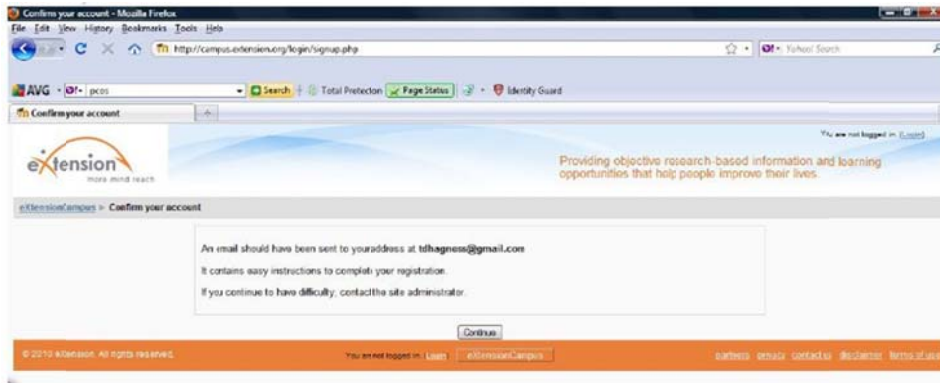 Confirm your account - Mozilla Firefox
File Edit View History Bookmarks Tools Help
http://campus.extension.org/login/signup.php
Yahoo! Search
AVG pcos Search Total Protection Page Status Identity Guard
Confirm your account
You are not logged in. (Login)
eXtension
more mind reach
Providing objective research-based information and learning
opportunities that help people improve their lives.
eXtensionCampus ► Confirm your account
An email should have been sent to youraddress at tdhagness@gmail.com
It contains easy instructions to complete your registration.
If you continue to have difficulty, contact the site administrator.
Continue
© 2010 eXtension. All rights reserved.
You are not logged in. (Login)
eXtensionCampus
partners privacy contact us disclaimer terms of use